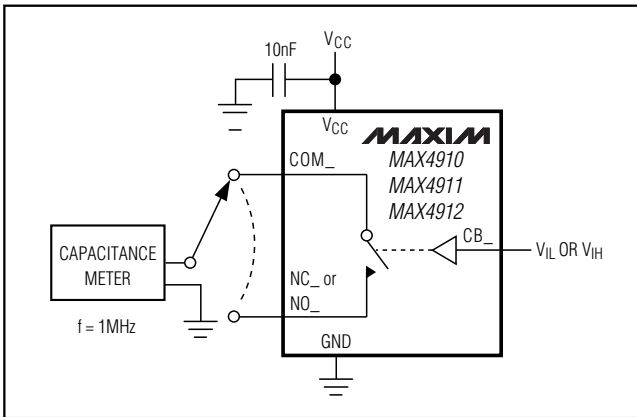 VCC
10nF
VCC
MAXIM
MAX4910
MAX4911
MAX4912
COM_
CB_
VIL OR VIH
CAPACITANCE
METER
NC_ or
NO_
f = 1MHz
GND